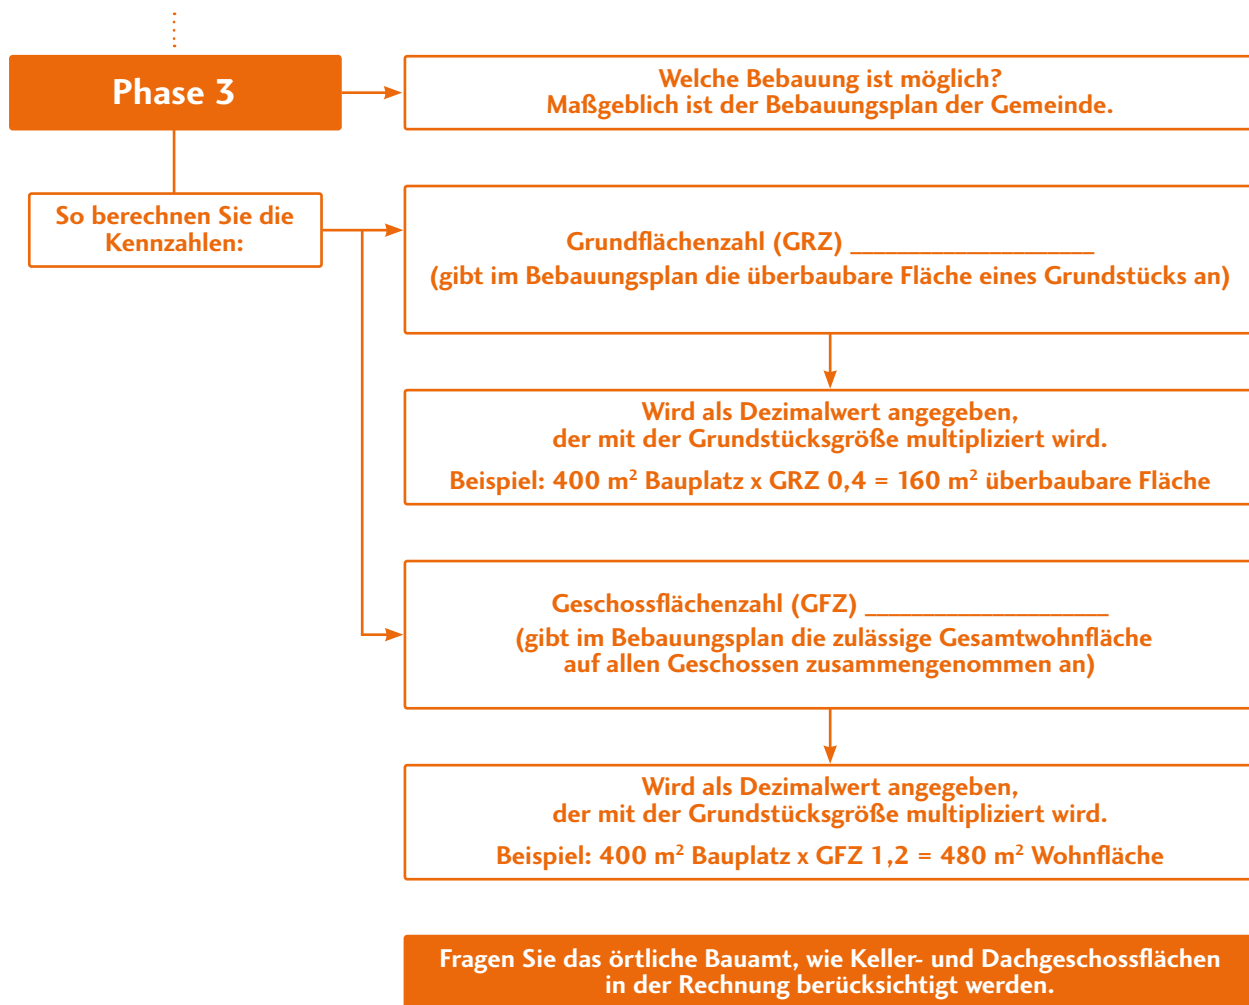 Phase 3
Welche Bebauung ist möglich?
Maßgeblich ist der Bebauungsplan der Gemeinde.
So berechnen Sie die
Kennzahlen:
Grundflächenzahl (GRZ) _____________________
(gibt im Bebauungsplan die überbaubare Fläche eines Grundstücks an)
Wird als Dezimalwert angegeben,
der mit der Grundstücksgröße multipliziert wird.
Beispiel: 400 m² Bauplatz x GRZ 0,4 = 160 m² überbaubare Fläche
Geschossflächenzahl (GFZ) _____________________
(gibt im Bebauungsplan die zulässige Gesamtwohnfläche
auf allen Geschossen zusammengenommen an)
Wird als Dezimalwert angegeben,
der mit der Grundstücksgröße multipliziert wird.
Beispiel: 400 m² Bauplatz x GFZ 1,2 = 480 m² Wohnfläche
Fragen Sie das örtliche Bauamt, wie Keller- und Dachgeschossflächen
in der Rechnung berücksichtigt werden.